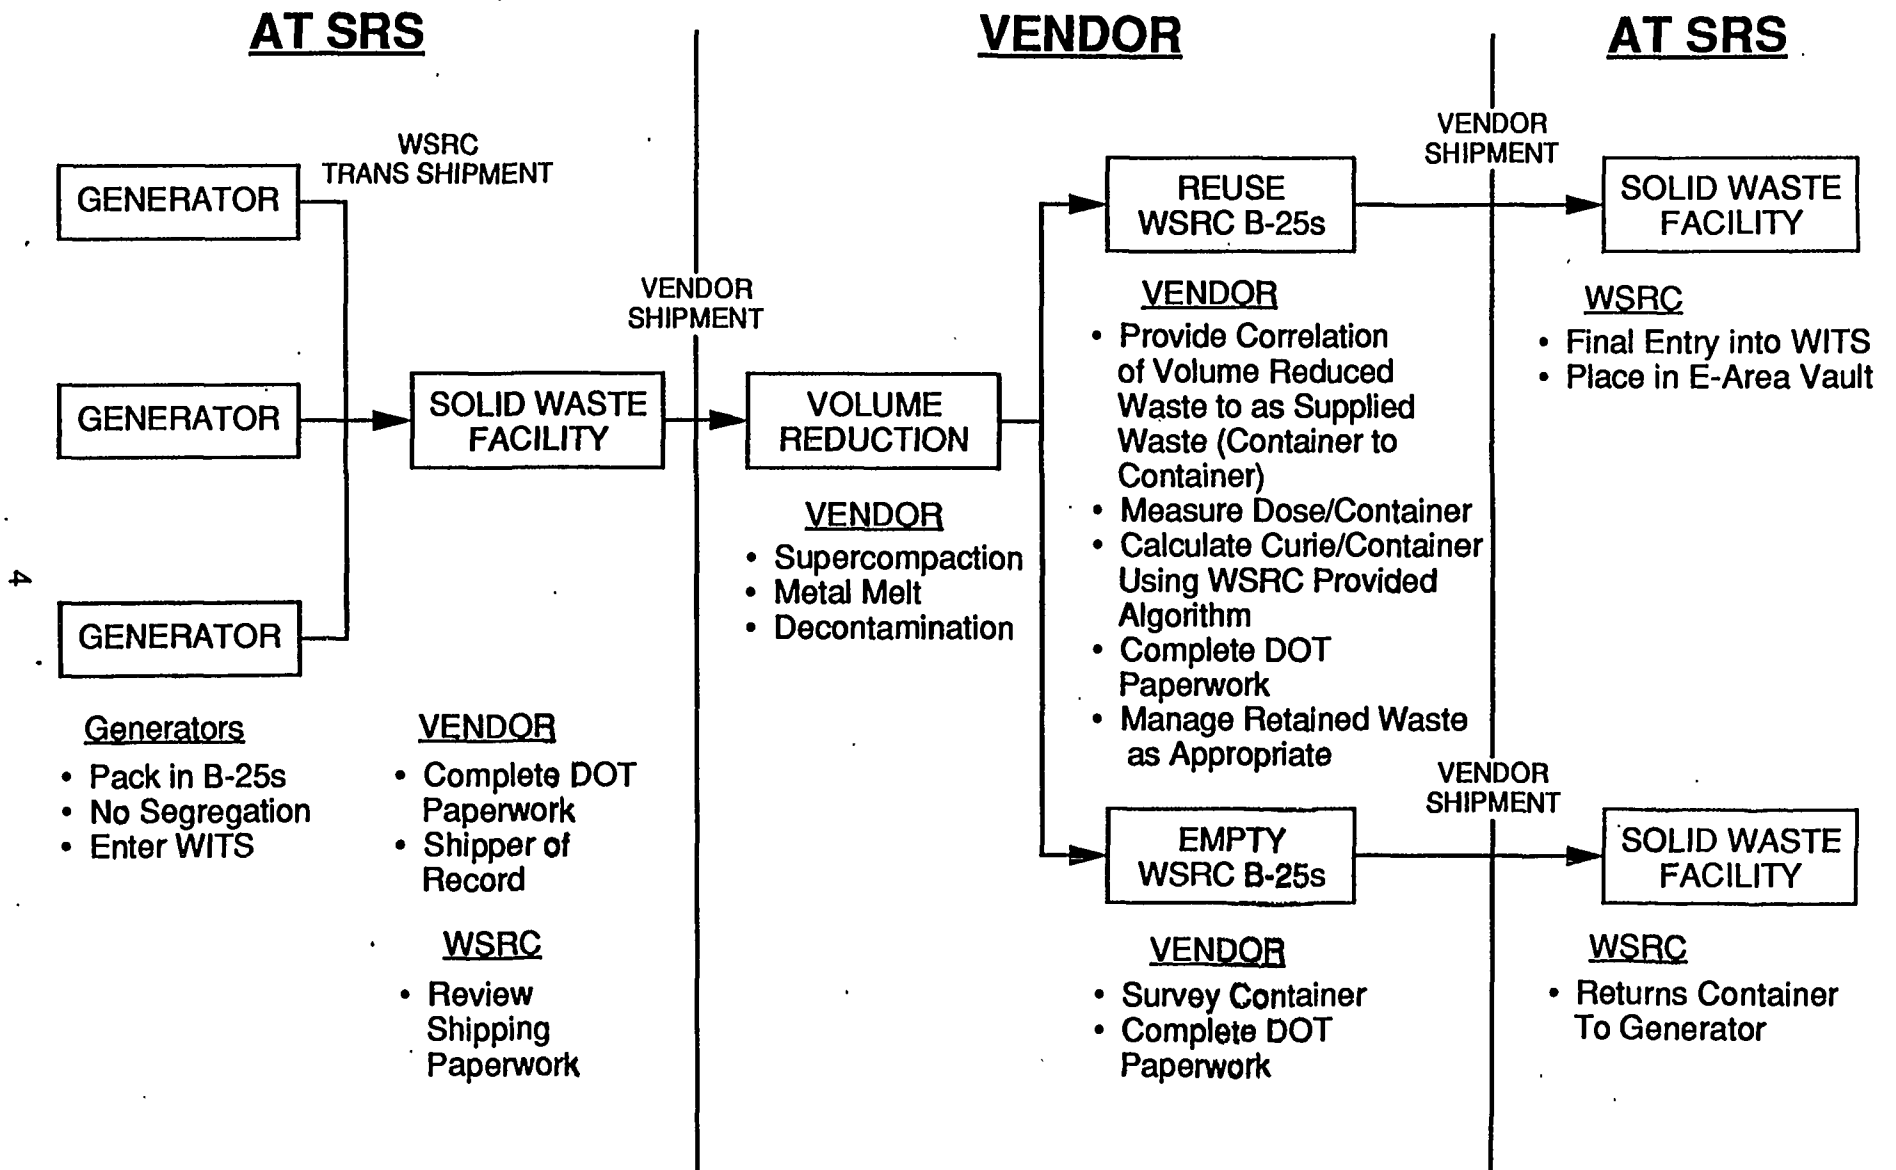 AT SRS
VENDOR
AT SRS
WSRC
TRANS SHIPMENT
GENERATOR
GENERATOR
GENERATOR
Generators
• Pack in B-25s
• No Segregation
• Enter WITS
SOLID WASTE
FACILITY
VENDOR
• Complete DOT
Paperwork
• Shipper of
Record
WSRC
• Review
Shipping
Paperwork
VENDOR
SHIPMENT
VOLUME
REDUCTION
VENDOR
• Supercompaction
• Metal Melt
• Decontamination
REUSE
WSRC B-25s
VENDOR
• Provide Correlation
of Volume Reduced
Waste to as Supplied
Waste (Container to
Container)
• Measure Dose/Container
• Calculate Curie/Container
Using WSRC Provided
Algorithm
• Complete DOT
Paperwork
• Manage Retained Waste
as Appropriate
EMPTY
WSRC B-25s
VENDOR
• Survey Container
• Complete DOT
Paperwork
VENDOR
SHIPMENT
SOLID WASTE
FACILITY
WSRC
• Final Entry into WITS
• Place in E-Area Vault
VENDOR
SHIPMENT
SOLID WASTE
FACILITY
WSRC
• Returns Container
To Generator
4